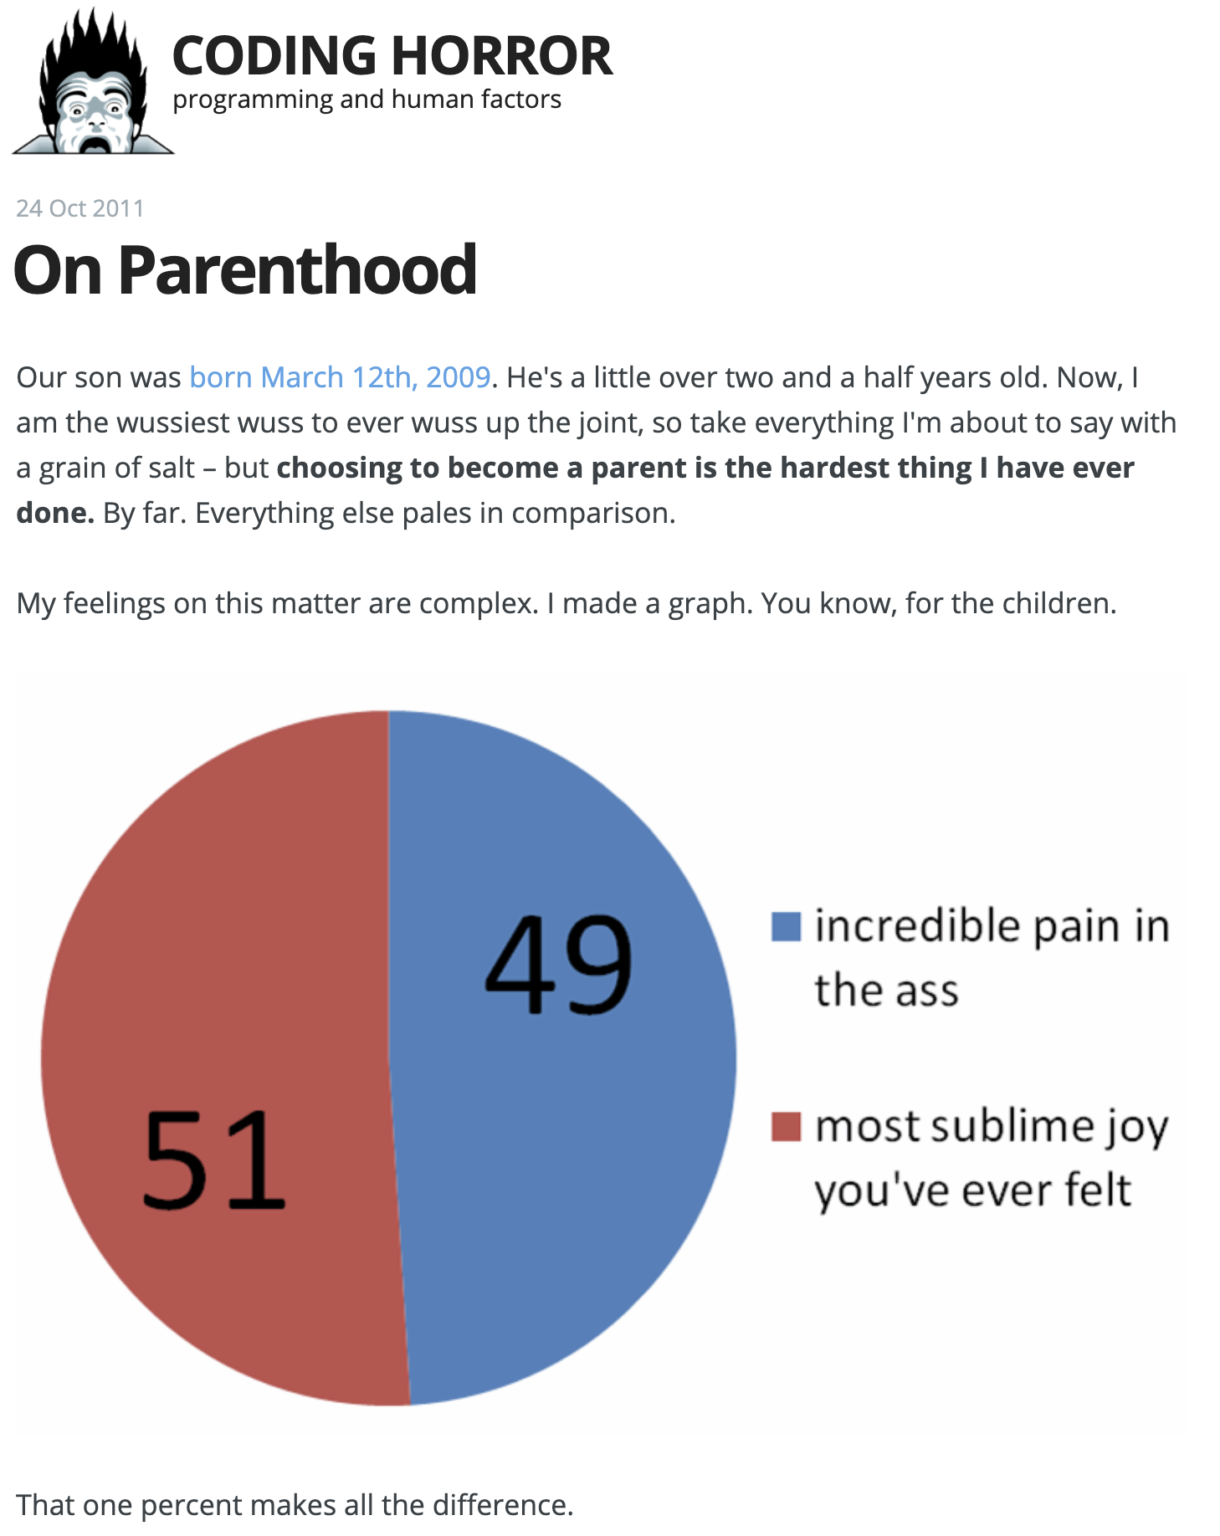 CODING HORROR
programming and human factors
24 Oct 2011
On Parenthood
Our son was born March 12th, 2009. He's a little over two and a half years old. Now, I
am the wussiest wuss to ever wuss up the joint, so take everything I'm about to say with
a grain of salt – but choosing to become a parent is the hardest thing I have ever
done. By far. Everything else pales in comparison.
My feelings on this matter are complex. I made a graph. You know, for the children.
49
51
incredible pain in
the ass
most sublime joy
you've ever felt
That one percent makes all the difference.